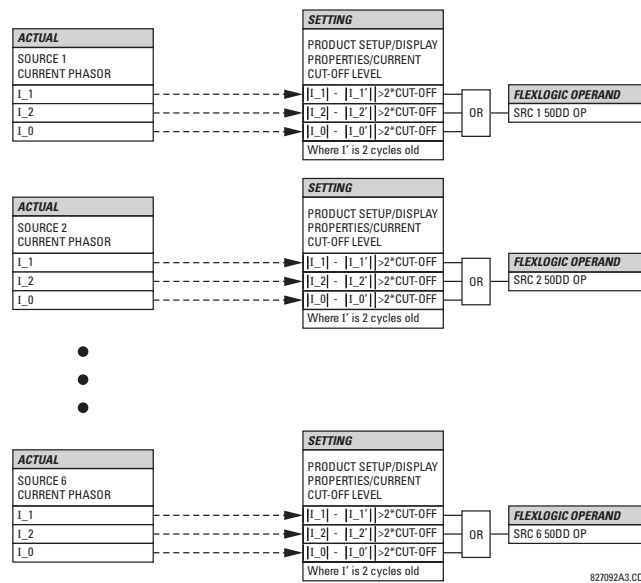 SETTING
ACTUAL
PRODUCT SETUP/DISPLAY
PROPERTIES/CURRENT
CUT-OFF LEVEL
SOURCE 1
CURRENT PHASOR
I_1
|I_1| - |I_1'||>2*CUT-OFF
FLEXLOGIC OPERAND
I_2
|I_2| - |I_2'||>2*CUT-OFF
OR
SRC 1 50DD OP
I_0
|I_0| - |I_0'||>2*CUT-OFF
Where I' is 2 cycles old
SETTING
ACTUAL
PRODUCT SETUP/DISPLAY
PROPERTIES/CURRENT
CUT-OFF LEVEL
SOURCE 2
CURRENT PHASOR
I_1
|I_1| - |I_1'||>2*CUT-OFF
FLEXLOGIC OPERAND
I_2
|I_2| - |I_2'||>2*CUT-OFF
OR
SRC 2 50DD OP
I_0
|I_0| - |I_0'||>2*CUT-OFF
Where I' is 2 cycles old
SETTING
ACTUAL
PRODUCT SETUP/DISPLAY
PROPERTIES/CURRENT
CUT-OFF LEVEL
SOURCE 6
CURRENT PHASOR
I_1
|I_1| - |I_1'||>2*CUT-OFF
FLEXLOGIC OPERAND
I_2
|I_2| - |I_2'||>2*CUT-OFF
OR
SRC 6 50DD OP
I_0
|I_0| - |I_0'||>2*CUT-OFF
Where I' is 2 cycles old